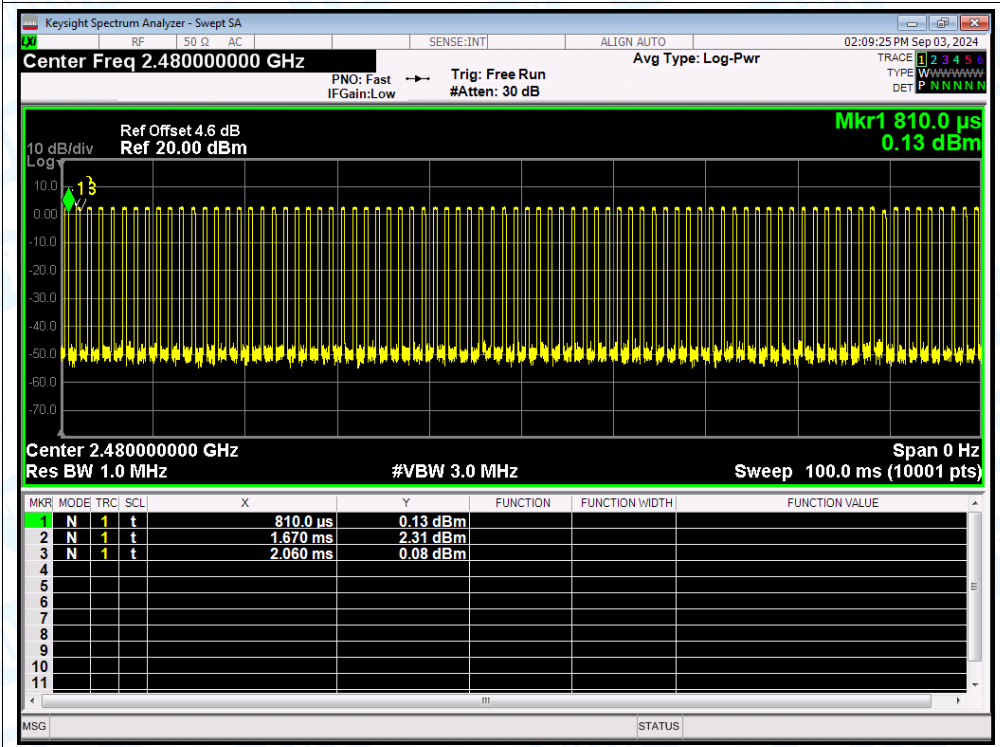 Keysight Spectrum Analyzer - Swept SA
LXI RF 50 Ω AC SENSE:INT ALIGN AUTO 02:09:25 PM Sep 03, 2024
Center Freq 2.480000000 GHz
PNO: Fast
IFGain:Low
Trig: Free Run
#Atten: 30 dB
Avg Type: Log-Pwr
TRACE 1 2 3 4 5 6
TYPE WWWWWW
DET P N N N N N
Mkr1 810.0 µs
0.13 dBm
Ref Offset 4.6 dB
10 dB/div Ref 20.00 dBm
Log
1 3
10.0
0.00
-10.0
-20.0
-30.0
-40.0
-50.0
-60.0
-70.0
Center 2.480000000 GHz Span 0 Hz
Res BW 1.0 MHz #VBW 3.0 MHz Sweep 100.0 ms (10001 pts)
MKR MODE TRC SCL X Y FUNCTION FUNCTION WIDTH FUNCTION VALUE
1 N 1 t 810.0 µs 0.13 dBm
2 N 1 t 1.670 ms 2.31 dBm
3 N 1 t 2.060 ms 0.08 dBm
4
5
6
7
8
9
10
11
MSG STATUS